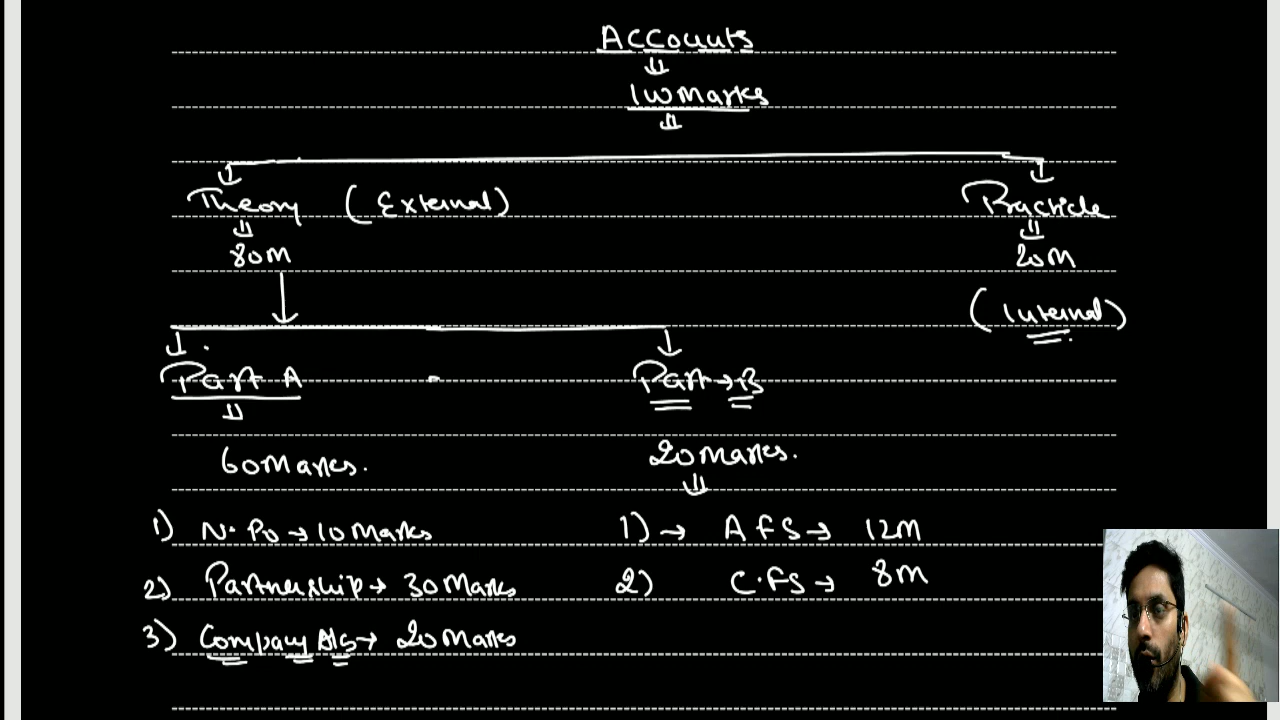 Accounts
100 Marks
Theory (External) Practicle
80M 20M
(Internal)
Part A Part → B
60 Marks. 20 Marks.
1) N.Po → 10 Marks 1) → AFS → 12M
2) Partnership → 30 Marks 2) C.FS → 8M
3) Company A/s → 20 Marks